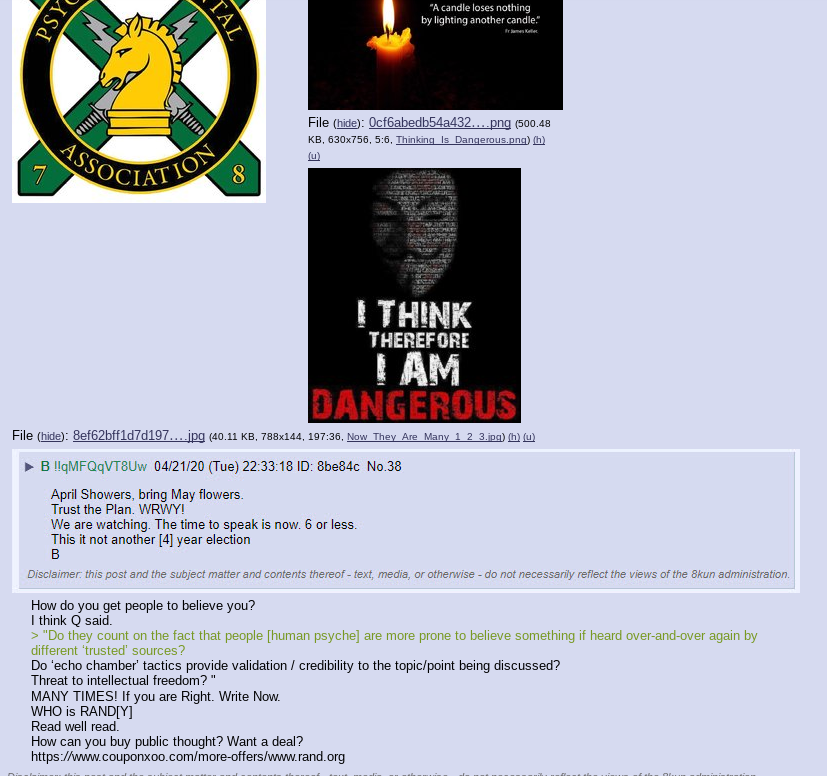 PSYC
ENTAL
ASSOCIATION
7
8
“A candle loses nothing
by lighting another candle.”
Fr James Keller.
File (hide): 0cf6abedb54a432….png (500.48
KB, 630x756, 5:6, Thinking_Is_Dangerous.png) (h)
(u)
I THINK
THEREFORE
I AM
DANGEROUS
File (hide): 8ef62bff1d7d197….jpg (40.11 KB, 788x144, 197:36, Now_They_Are_Many_1_2_3.jpg) (h) (u)
▶ B !!qMFQqVT8Uw 04/21/20 (Tue) 22:33:18 ID: 8be84c No.38
April Showers, bring May flowers.
Trust the Plan. WRWY!
We are watching. The time to speak is now. 6 or less.
This it not another [4] year election
B
Disclaimer: this post and the subject matter and contents thereof - text, media, or otherwise - do not necessarily reflect the views of the 8kun administration.
How do you get people to believe you?
I think Q said.
> "Do they count on the fact that people [human psyche] are more prone to believe something if heard over-and-over again by
different ‘trusted’ sources?
Do ‘echo chamber’ tactics provide validation / credibility to the topic/point being discussed?
Threat to intellectual freedom? "
MANY TIMES! If you are Right. Write Now.
WHO is RAND[Y]
Read well read.
How can you buy public thought? Want a deal?
https://www.couponxoo.com/more-offers/www.rand.org
Disclaimer: this post and the subject matter and contents thereof - text, media, or otherwise - do not necessarily reflect the views of the 8kun administration.